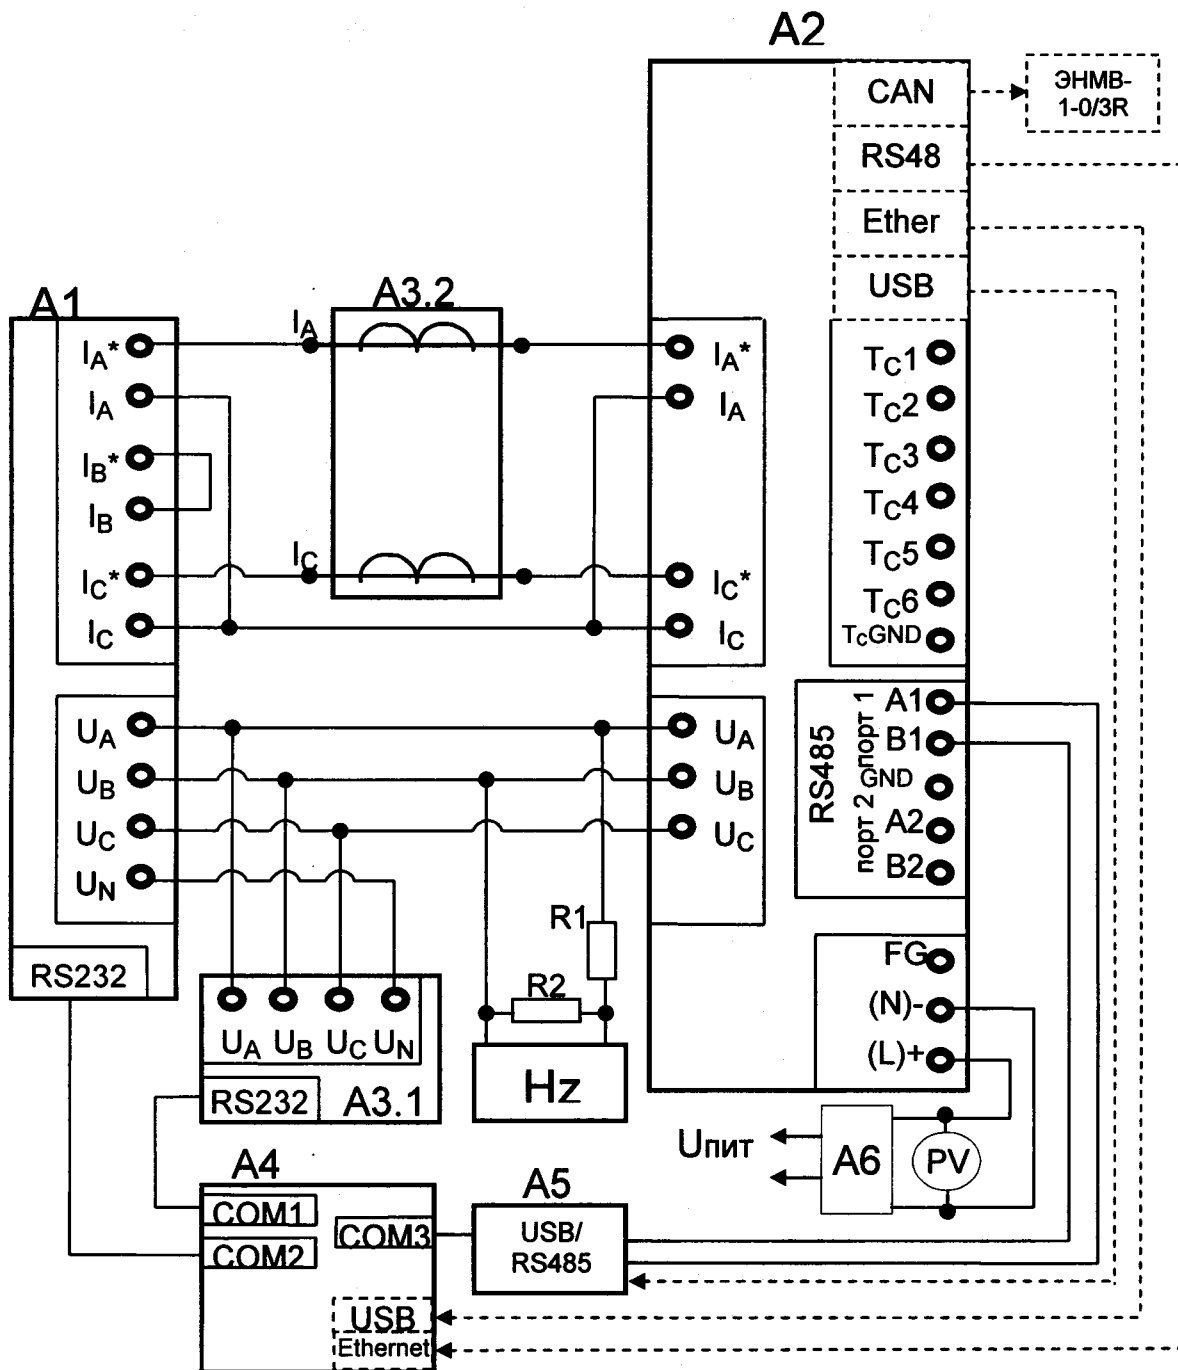 A2
CAN
ЭНМВ-
1-0/3R
RS48
Ether
USB
A1
A3.2
IA
IA*
IA
IB*
IB
IC*
IC
IC
IA*
IA
IC*
IC
TC1
TC2
TC3
TC4
TC5
TC6
TcGND
UA
UB
UC
UN
UA
UB
UC
RS485
порт 1
порт 2
A1
B1
GND
A2
B2
R1
R2
FG
(N)-
(L)+
RS232
UA UB UC UN
RS232
A3.1
Hz
Uпит
A6
PV
A4
COM1
COM2
COM3
USB
Ethernet
A5
USB/
RS485